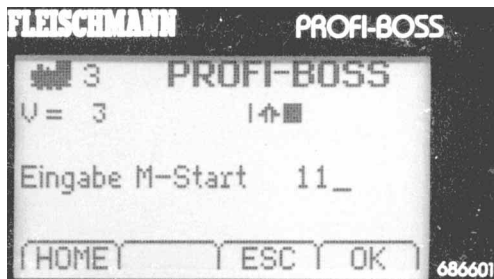 FLEISCHMANN PROFI-BOSS
3 PROFI-BOSS
V= 3
Eingabe M-Start 11_
HOME ESC OK
686601